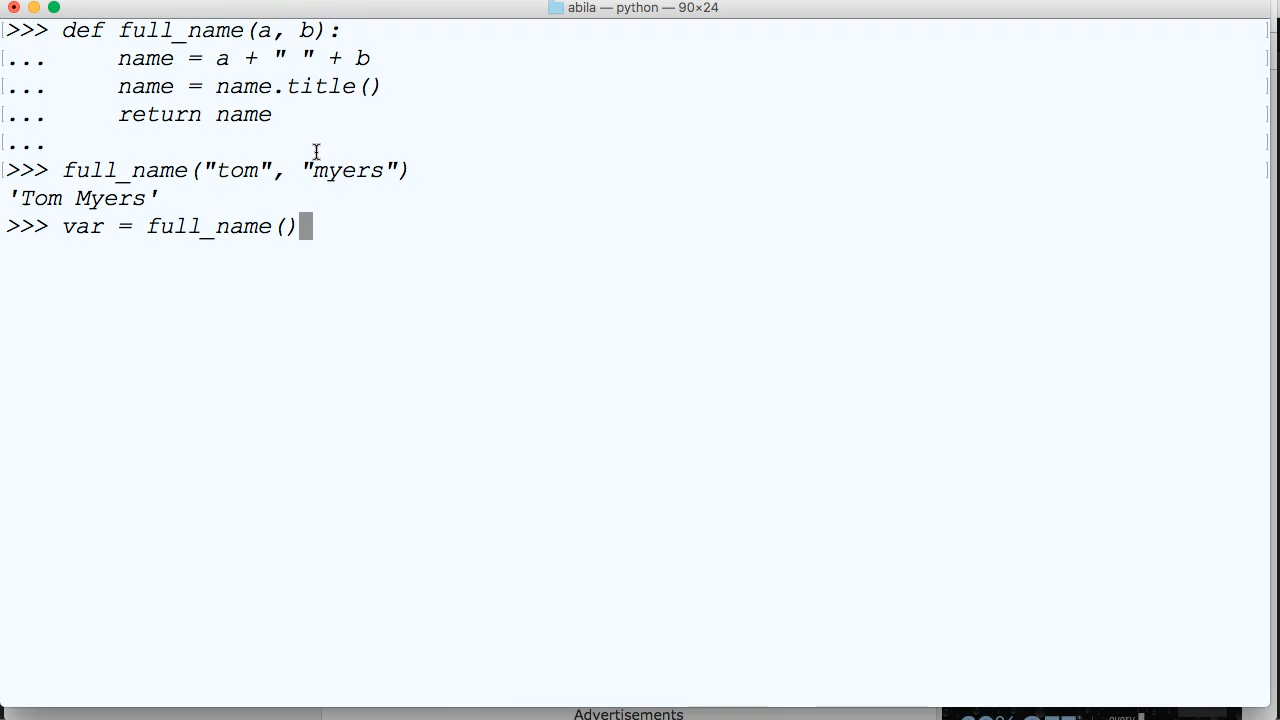 abila — python — 90×24
>>> def full_name(a, b):
...     name = a + " " + b
...     name = name.title()
...     return name
...
>>> full_name("tom", "myers")
'Tom Myers'
>>> var = full_name()
Advertisements
every